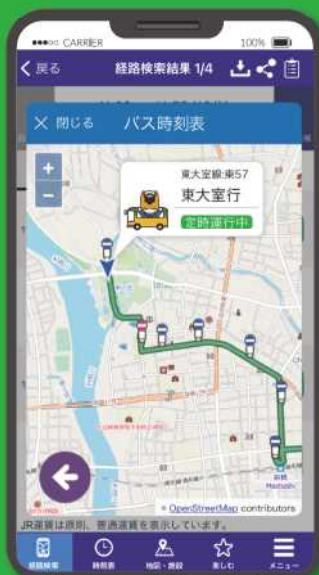 CARRIER 100%
戻る 経路検索結果 1/4
× 閉じる バス時刻表
+
−
東大室線:東57
東大室行
定時運行中
前橋
Maebashi
© OpenStreetMap contributors
JR運賃は原則、普通運賃を表示しています。
経路検索 時刻表 地図・施設 楽しむ メニュー